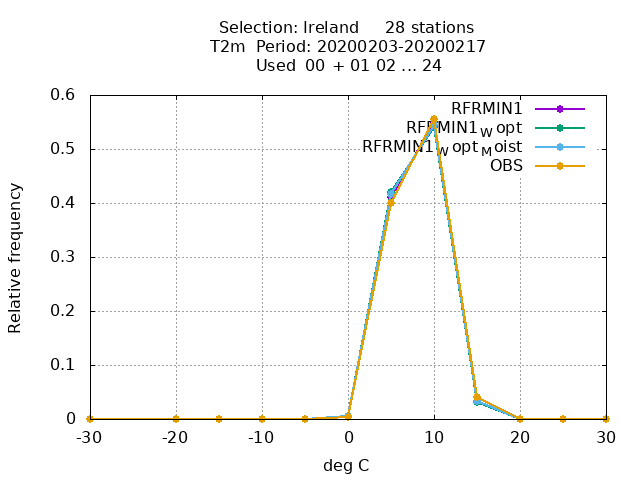 Selection: Ireland 28 stations
T2m Period: 20200203-20200217
Used 00 + 01 02 ... 24
RFRMIN1
RFRMIN1_W opt
RFRMIN1_W opt_M oist
OBS
0.6
0.5
0.4
0.3
0.2
0.1
0
Relative frequency
-30 -20 -10 0 10 20 30
deg C